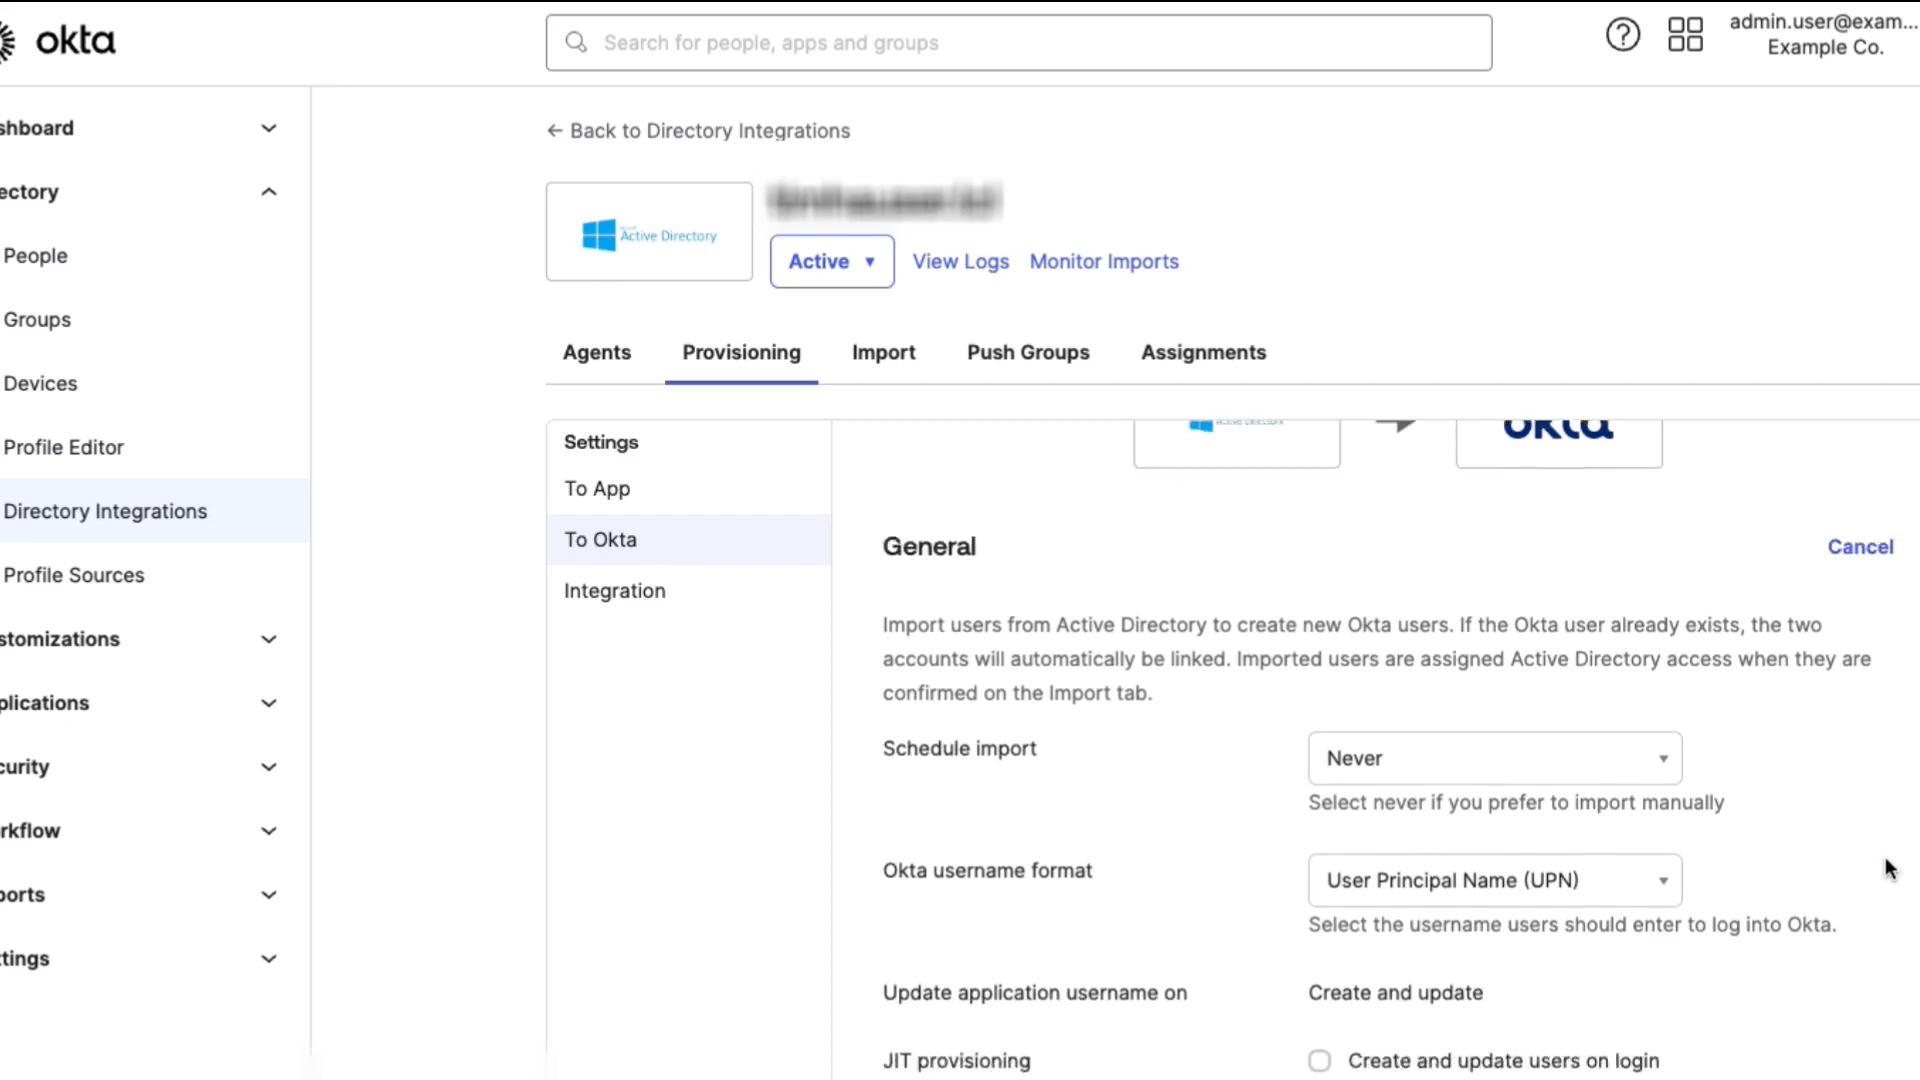 okta
Search for people, apps and groups
admin.user@exam...
Example Co.
shboard
ectory
People
Groups
Devices
Profile Editor
Directory Integrations
Profile Sources
stomizations
plications
curity
rkflow
ports
ttings
← Back to Directory Integrations
Active Directory
Active ▼
View Logs
Monitor Imports
Agents
Provisioning
Import
Push Groups
Assignments
Settings
To App
To Okta
Integration
okta
General
Cancel
Import users from Active Directory to create new Okta users. If the Okta user already exists, the two
accounts will automatically be linked. Imported users are assigned Active Directory access when they are
confirmed on the Import tab.
Schedule import
Never
Select never if you prefer to import manually
Okta username format
User Principal Name (UPN)
Select the username users should enter to log into Okta.
Update application username on
Create and update
JIT provisioning
Create and update users on login